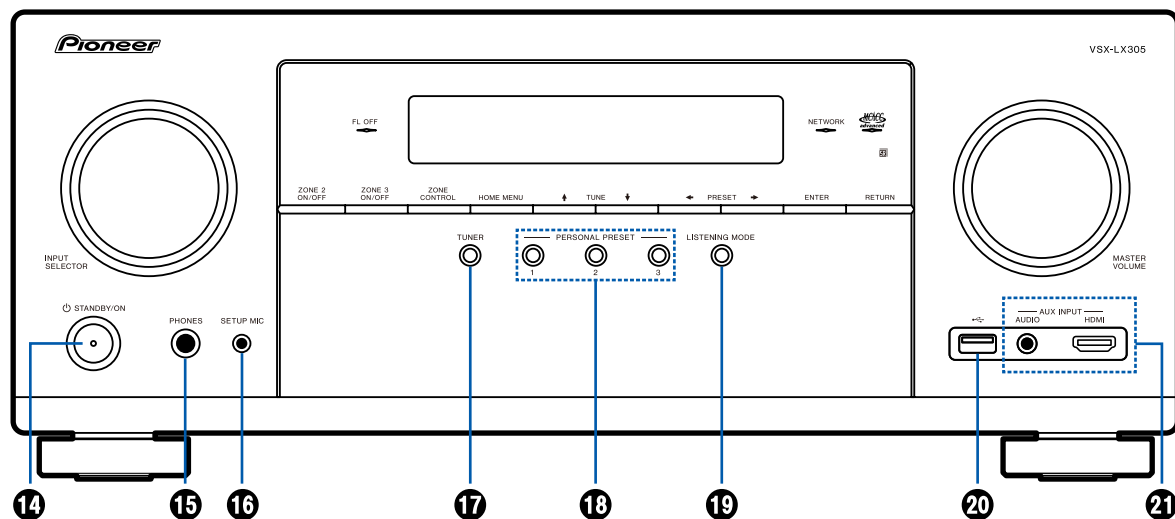 Pioneer
VSX-LX305
FL OFF
NETWORK
MCACC
advanced
ZONE 2
ON/OFF
ZONE 3
ON/OFF
ZONE
CONTROL
HOME MENU
TUNE
PRESET
ENTER
RETURN
TUNER
PERSONAL PRESET
1
2
3
LISTENING MODE
INPUT
SELECTOR
MASTER
VOLUME
STANDBY/ON
PHONES
SETUP MIC
AUX INPUT
AUDIO
HDMI
14
15
16
17
18
19
20
21